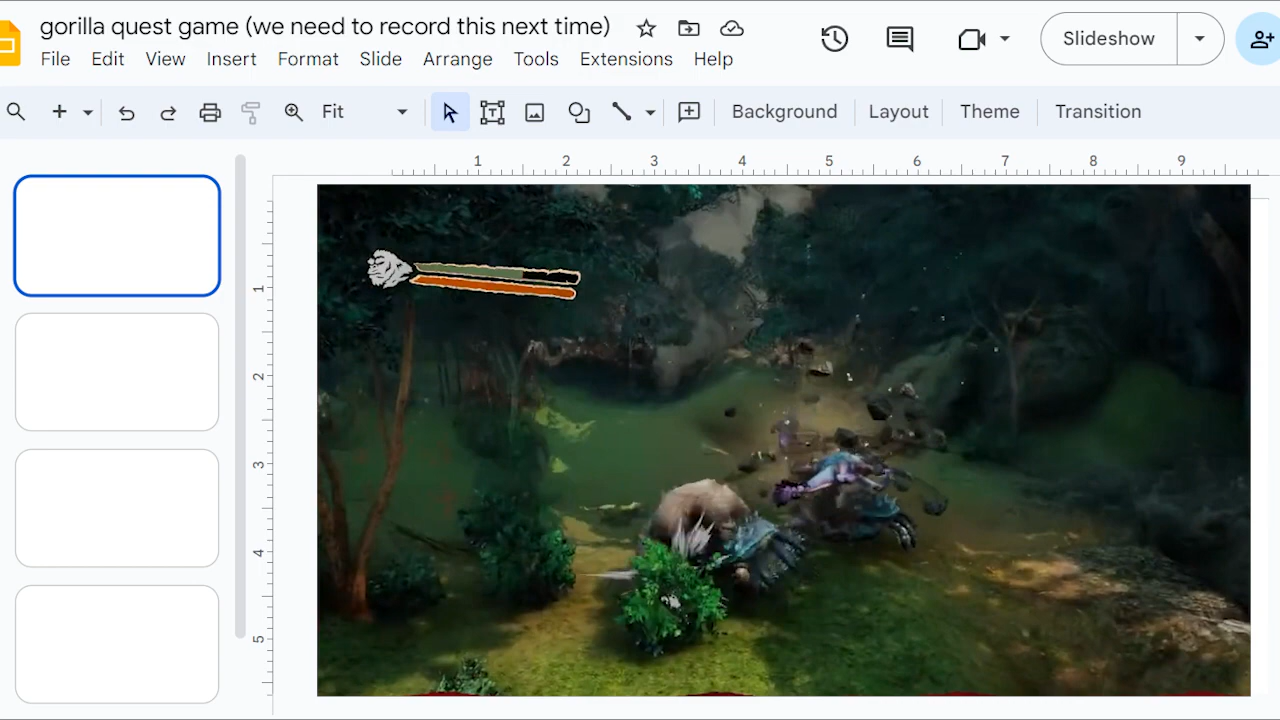 gorilla quest game (we need to record this next time)
File Edit View Insert Format Slide Arrange Tools Extensions Help
Slideshow
Fit Background Layout Theme Transition
1 2 3 4 5 6 7 8 9
1
2
3
4
5